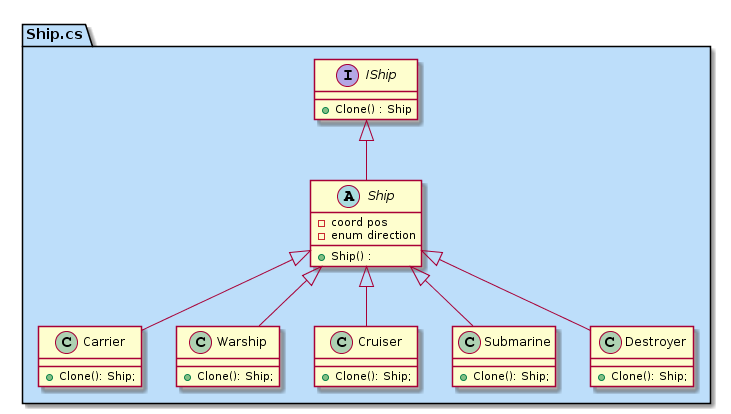 Ship.cs
I IShip
Clone() : Ship
A Ship
coord pos
enum direction
Ship() :
C Carrier
Clone(): Ship;
C Warship
Clone(): Ship;
C Cruiser
Clone(): Ship;
C Submarine
Clone(): Ship;
C Destroyer
Clone(): Ship;